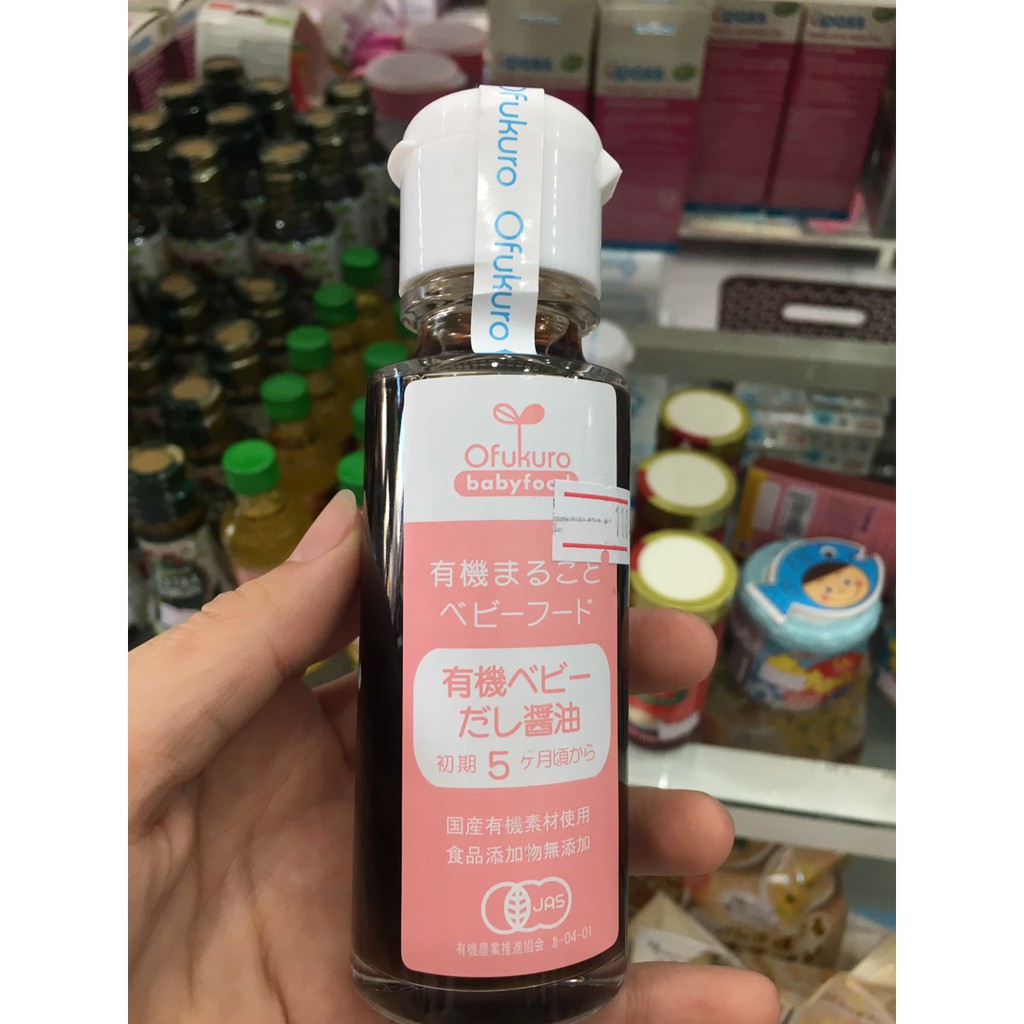 Ofukuro Ofukuro
Ofukuro
babyfood
有機まるごと
ベビーフード
有機ベビー
だし醤油
初期 5 ヶ月頃から
国産有機素材使用
食品添加物無添加
JAS
有機農業推進協会 カ-04-01